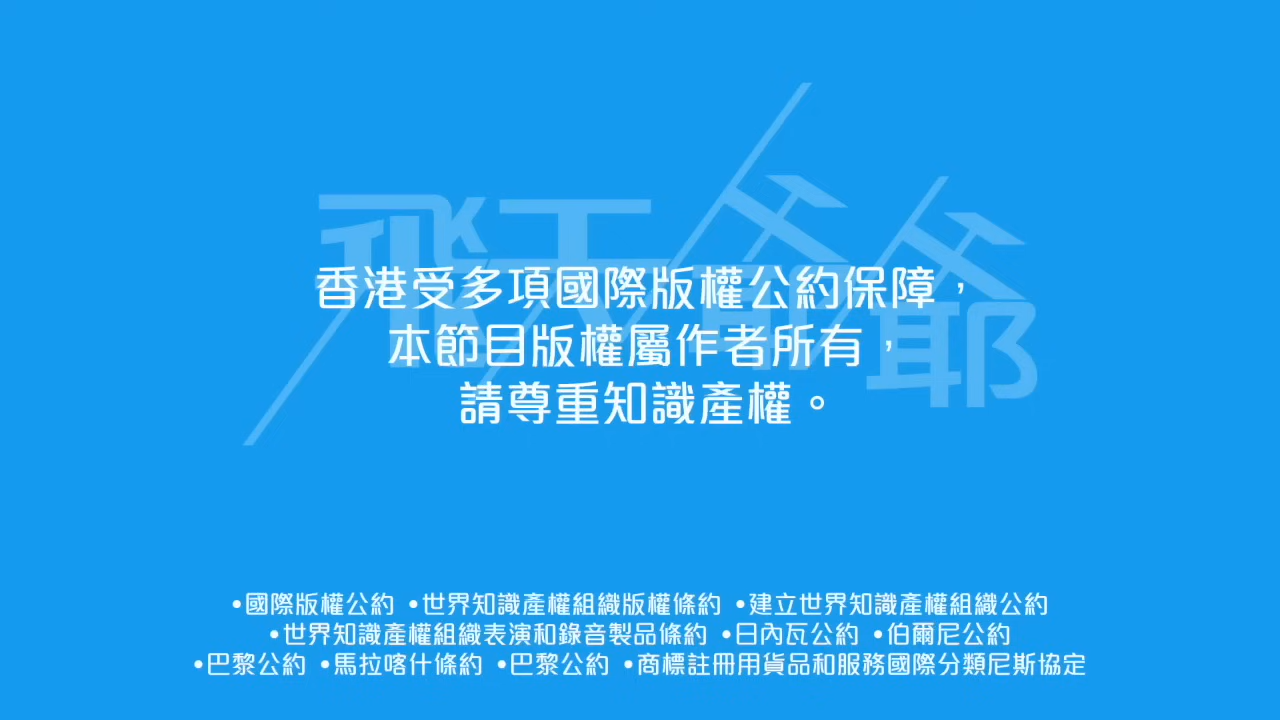 飛天爺爺
香港受多項國際版權公約保障，
本節目版權屬作者所有，
請尊重知識產權。
•國際版權公約 •世界知識產權組織版權條約 •建立世界知識產權組織公約
•世界知識產權組織表演和錄音製品條約 •日內瓦公約 •伯爾尼公約
•巴黎公約 •馬拉喀什條約 •巴黎公約 •商標註冊用貨品和服務國際分類尼斯協定